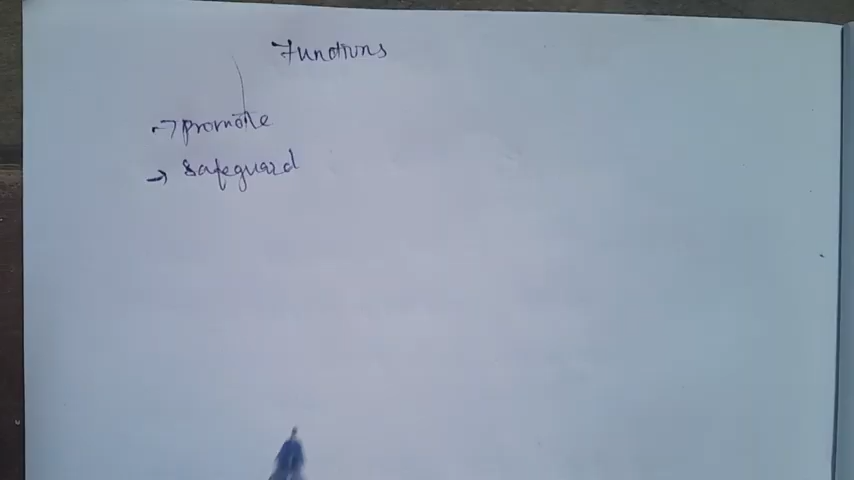 Functions
→ promote
→ safeguard